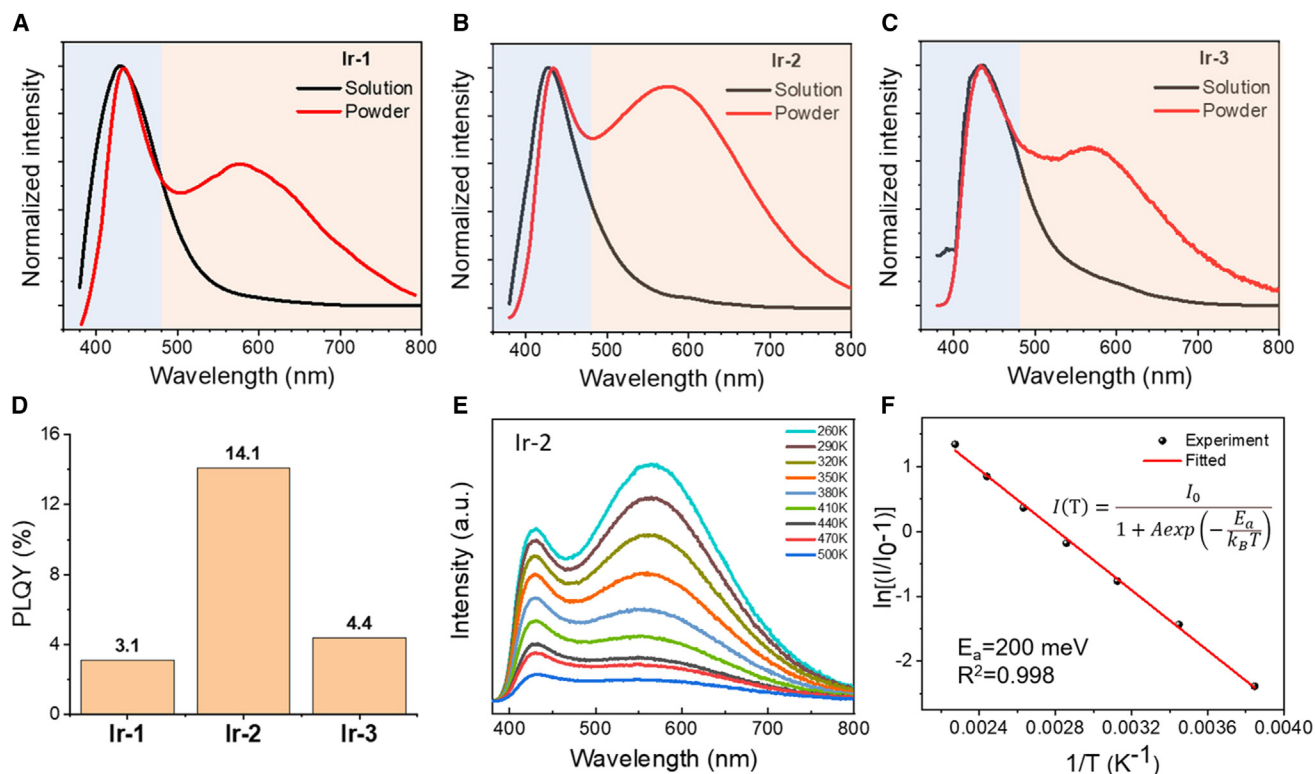 A
Ir-1
Solution
Powder
Normalized intensity
400 500 600 700 800
Wavelength (nm)
B
Ir-2
Solution
Powder
Normalized intensity
400 500 600 700 800
Wavelength (nm)
C
Ir-3
Solution
Powder
Normalized intensity
400 500 600 700 800
Wavelength (nm)
D
PLQY (%)
16
12
8
4
0
3.1
14.1
4.4
Ir-1 Ir-2 Ir-3
E
Ir-2
260K
290K
320K
350K
380K
410K
440K
470K
500K
Intensity (a.u.)
400 500 600 700 800
Wavelength (nm)
F
Experiment
Fitted
I(T) = I₀ / (1 + Aexp(−Eₐ/k_BT))
ln[(I/I₀-1)]
1
0
-1
-2
Eₐ=200 meV
R²=0.998
0.0024 0.0028 0.0032 0.0036 0.0040
1/T (K⁻¹)